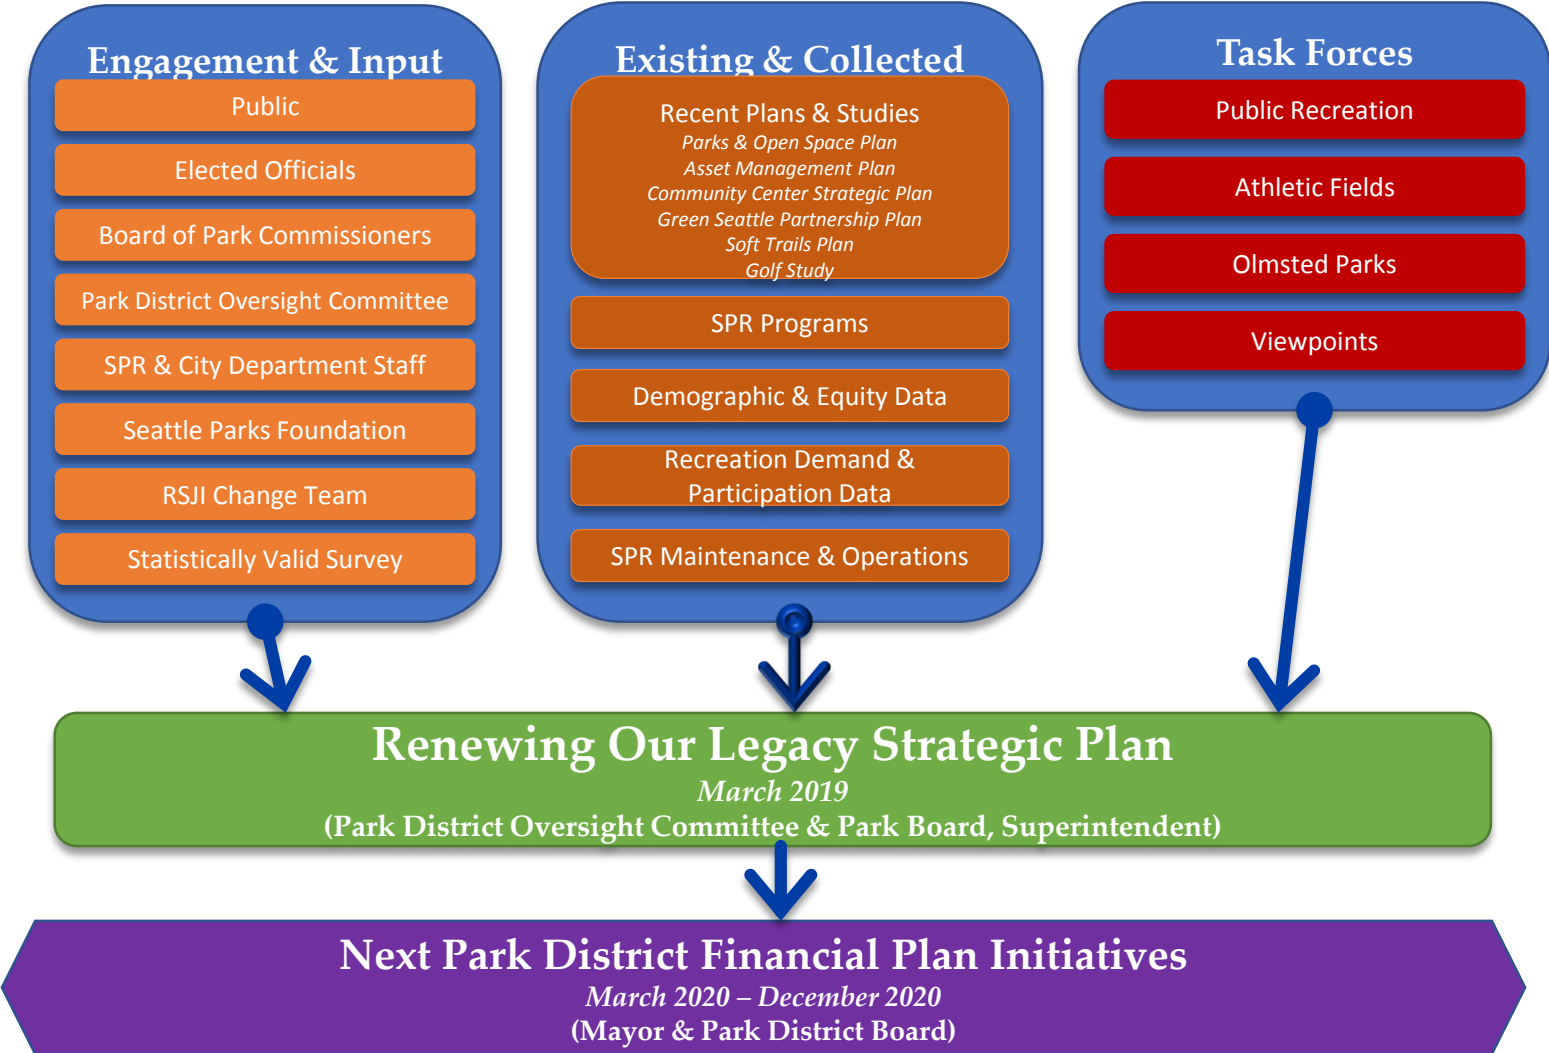 Engagement & Input
Public
Elected Officials
Board of Park Commissioners
Park District Oversight Committee
SPR & City Department Staff
Seattle Parks Foundation
RSJI Change Team
Statistically Valid Survey
Existing & Collected
Recent Plans & Studies
Parks & Open Space Plan
Asset Management Plan
Community Center Strategic Plan
Green Seattle Partnership Plan
Soft Trails Plan
Golf Study
SPR Programs
Demographic & Equity Data
Recreation Demand &
Participation Data
SPR Maintenance & Operations
Task Forces
Public Recreation
Athletic Fields
Olmsted Parks
Viewpoints
Renewing Our Legacy Strategic Plan
March 2019
(Park District Oversight Committee & Park Board, Superintendent)
Next Park District Financial Plan Initiatives
March 2020 – December 2020
(Mayor & Park District Board)